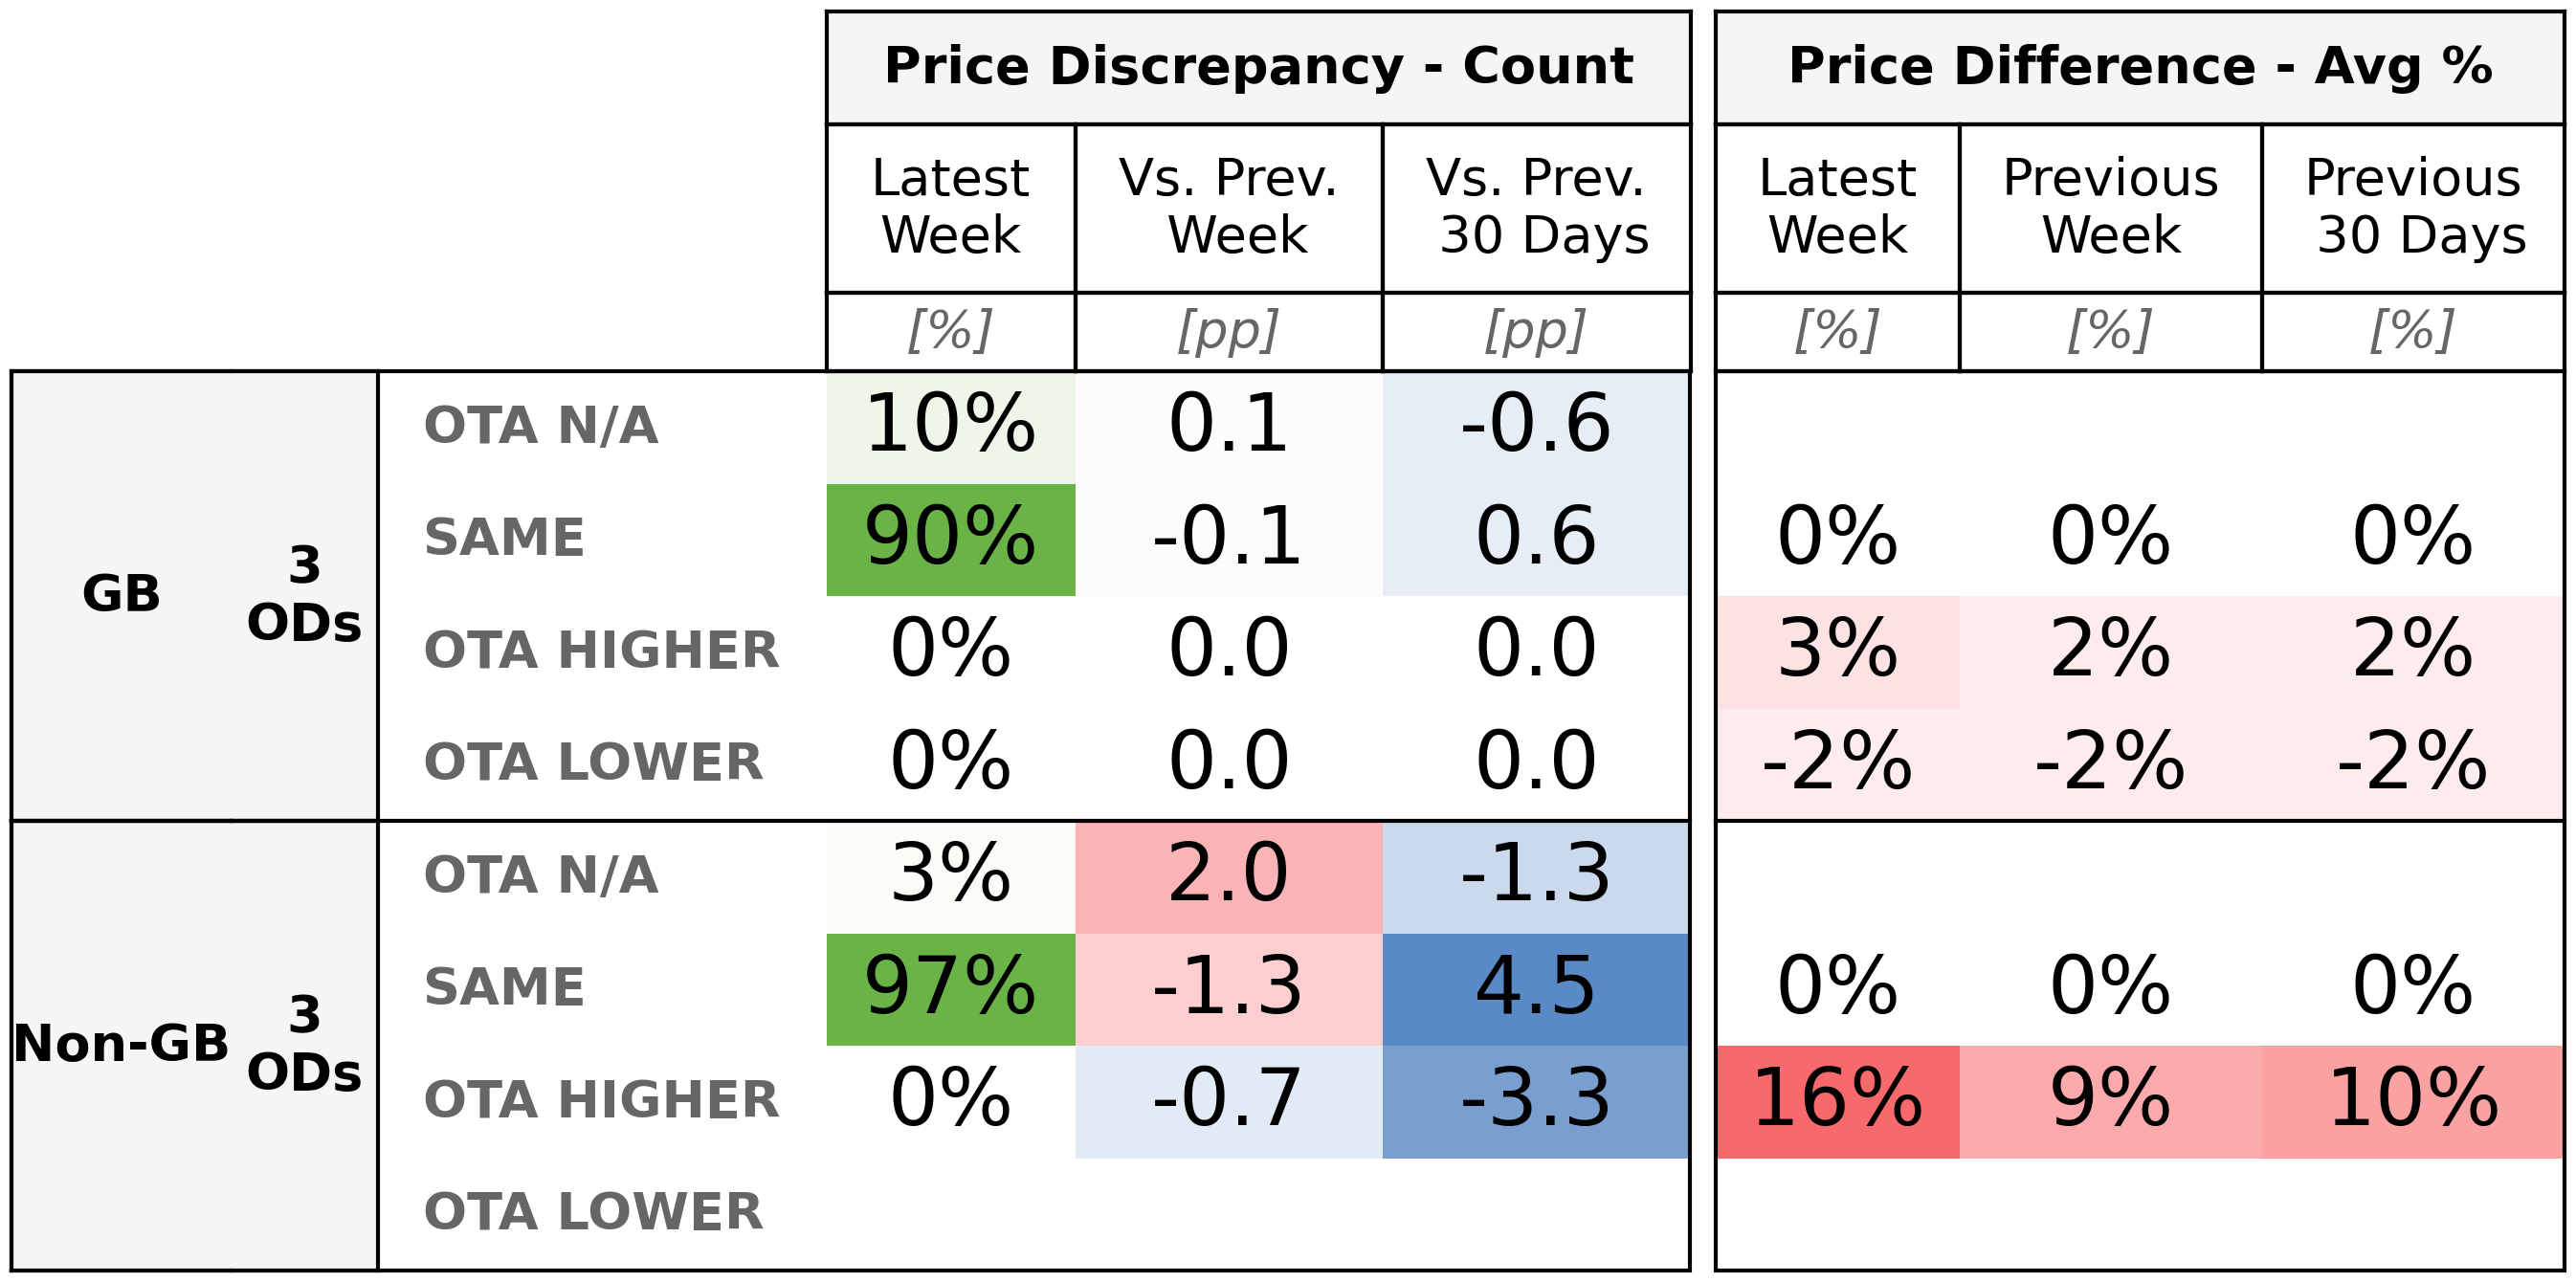 Price Discrepancy - Count Price Difference - Avg %
Latest Vs. Prev. Vs. Prev. Latest Previous Previous
Week Week 30 Days Week Week 30 Days
[%] [pp] [pp] [%] [%] [%]
OTA N/A 10% 0.1 -0.6
SAME 90% -0.1 0.6 0% 0% 0%
GB 3 ODs
OTA HIGHER 0% 0.0 0.0 3% 2% 2%
OTA LOWER 0% 0.0 0.0 -2% -2% -2%
OTA N/A 3% 2.0 -1.3
SAME 97% -1.3 4.5 0% 0% 0%
Non-GB 3 ODs
OTA HIGHER 0% -0.7 -3.3 16% 9% 10%
OTA LOWER